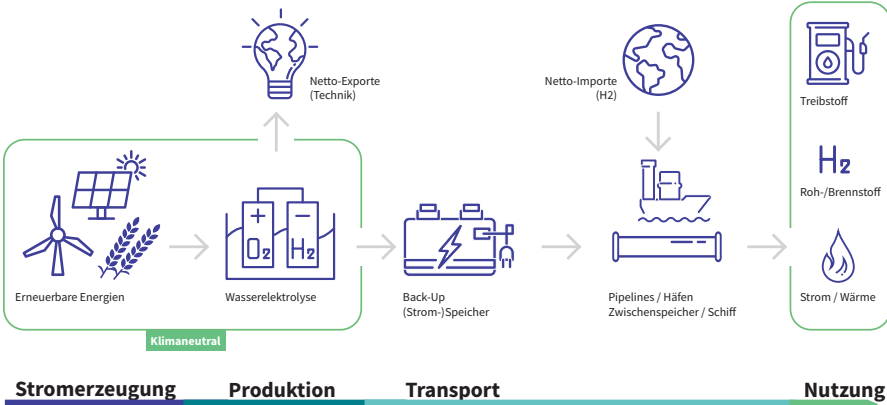 Netto-Exporte
(Technik)
Netto-Importe
(H2)
Treibstoff
H2
Roh-/Brennstoff
+
−
O2
H2
Erneuerbare Energien
Wasserelektrolyse
Back-Up
(Strom-)Speicher
Pipelines / Häfen
Zwischenspeicher / Schiff
Strom / Wärme
Klimaneutral
Stromerzeugung
Produktion
Transport
Nutzung